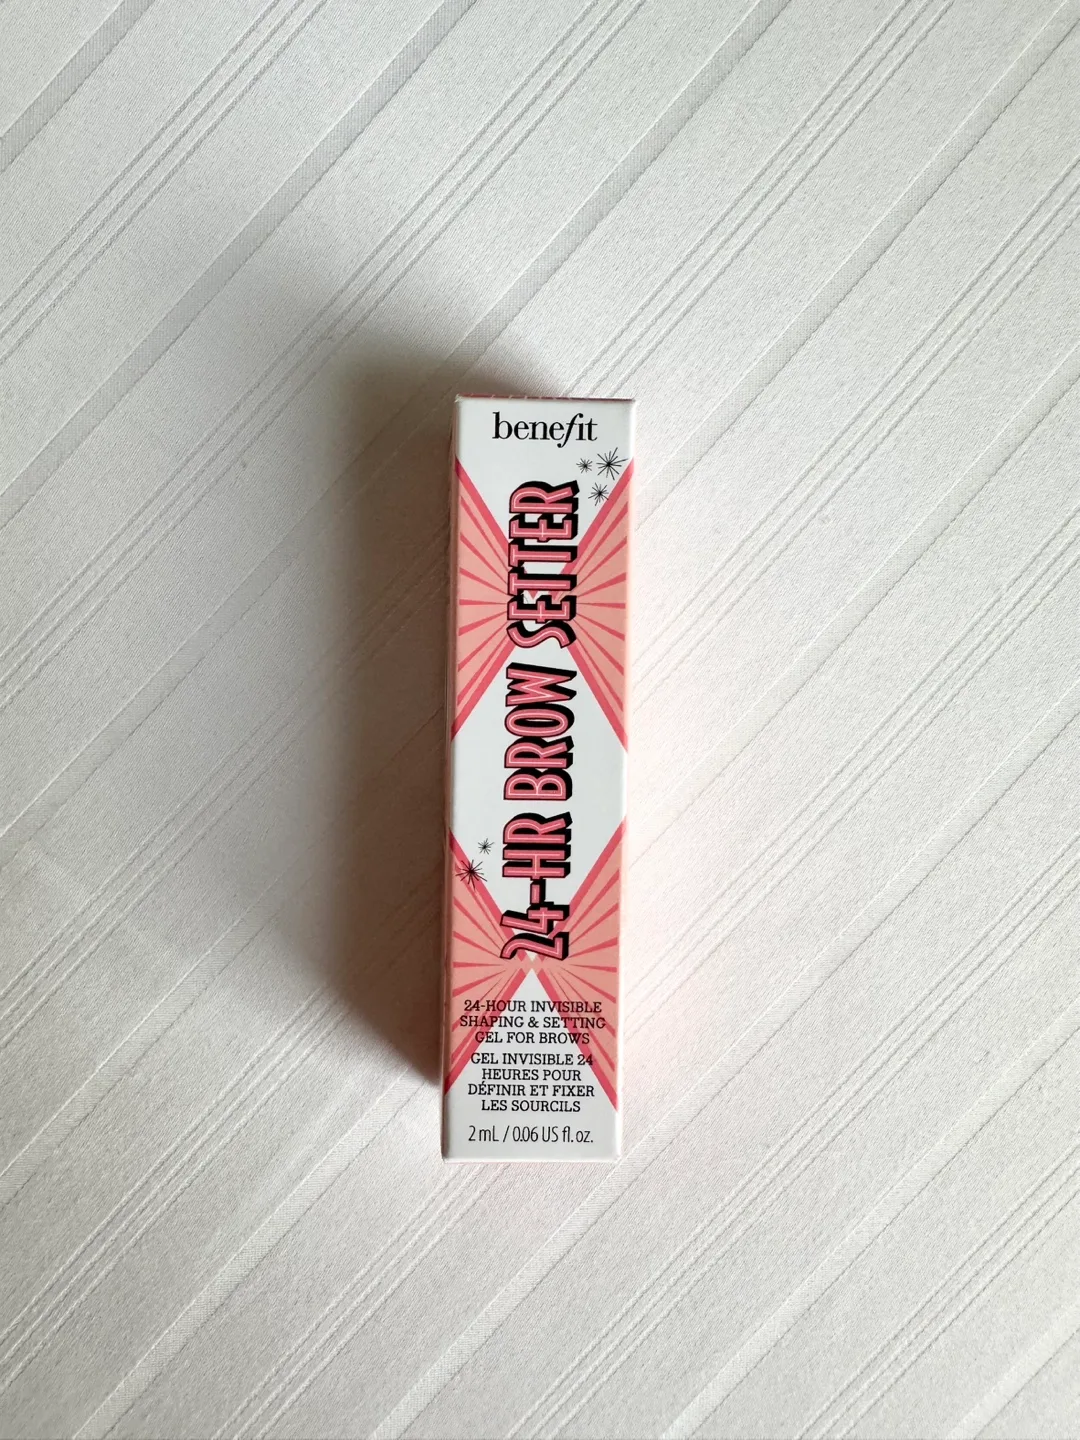 benefit
24-HR BROW SETTER
24-HOUR INVISIBLE
SHAPING & SETTING
GEL FOR BROWS
GEL INVISIBLE 24
HEURES POUR
DÉFINIR ET FIXER
LES SOURCILS
2 mL / 0.06 US fl. oz.